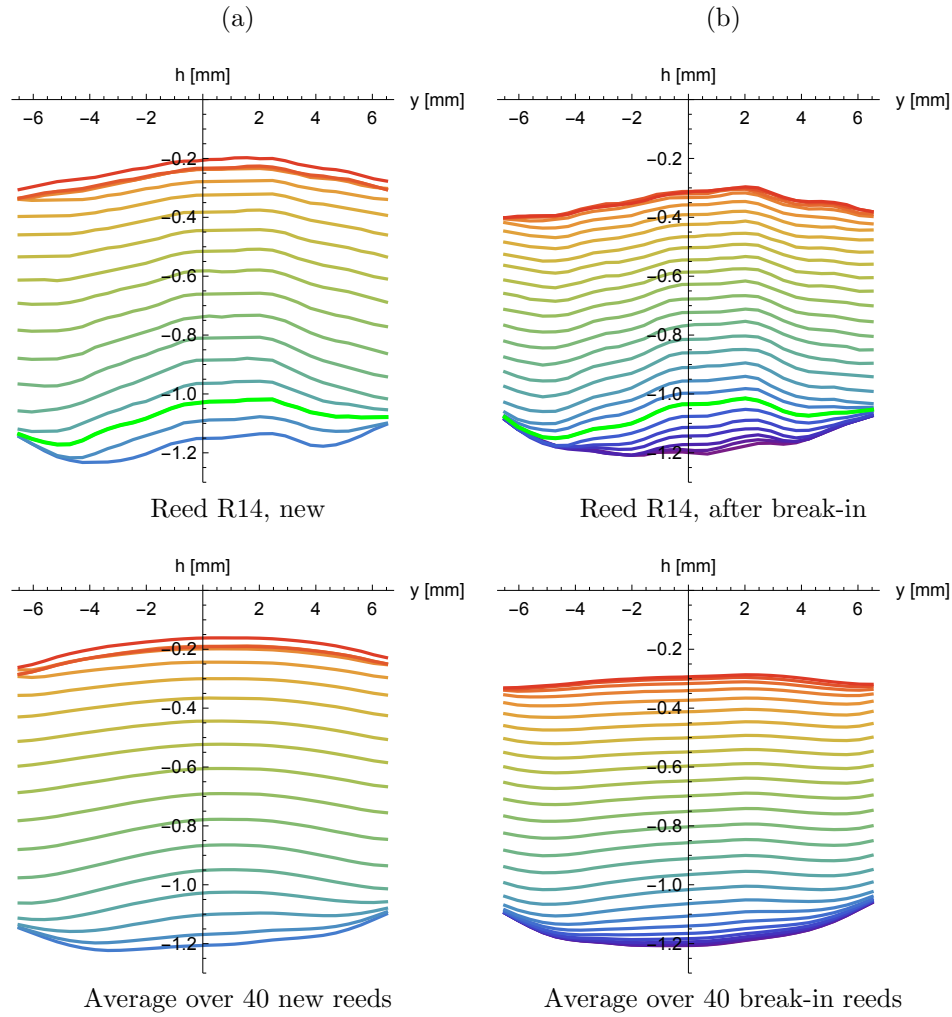 (a) (b)
h [mm] h [mm]
y [mm] y [mm]
−6 −4 −2 2 4 6 −6 −4 −2 2 4 6
−0.2 −0.2
−0.4 −0.4
−0.6 −0.6
−0.8 −0.8
−1.0 −1.0
−1.2 −1.2
Reed R14, new Reed R14, after break-in
h [mm] h [mm]
y [mm] y [mm]
−6 −4 −2 2 4 6 −6 −4 −2 2 4 6
−0.2 −0.2
−0.4 −0.4
−0.6 −0.6
−0.8 −0.8
−1.0 −1.0
−1.2 −1.2
Average over 40 new reeds Average over 40 break-in reeds